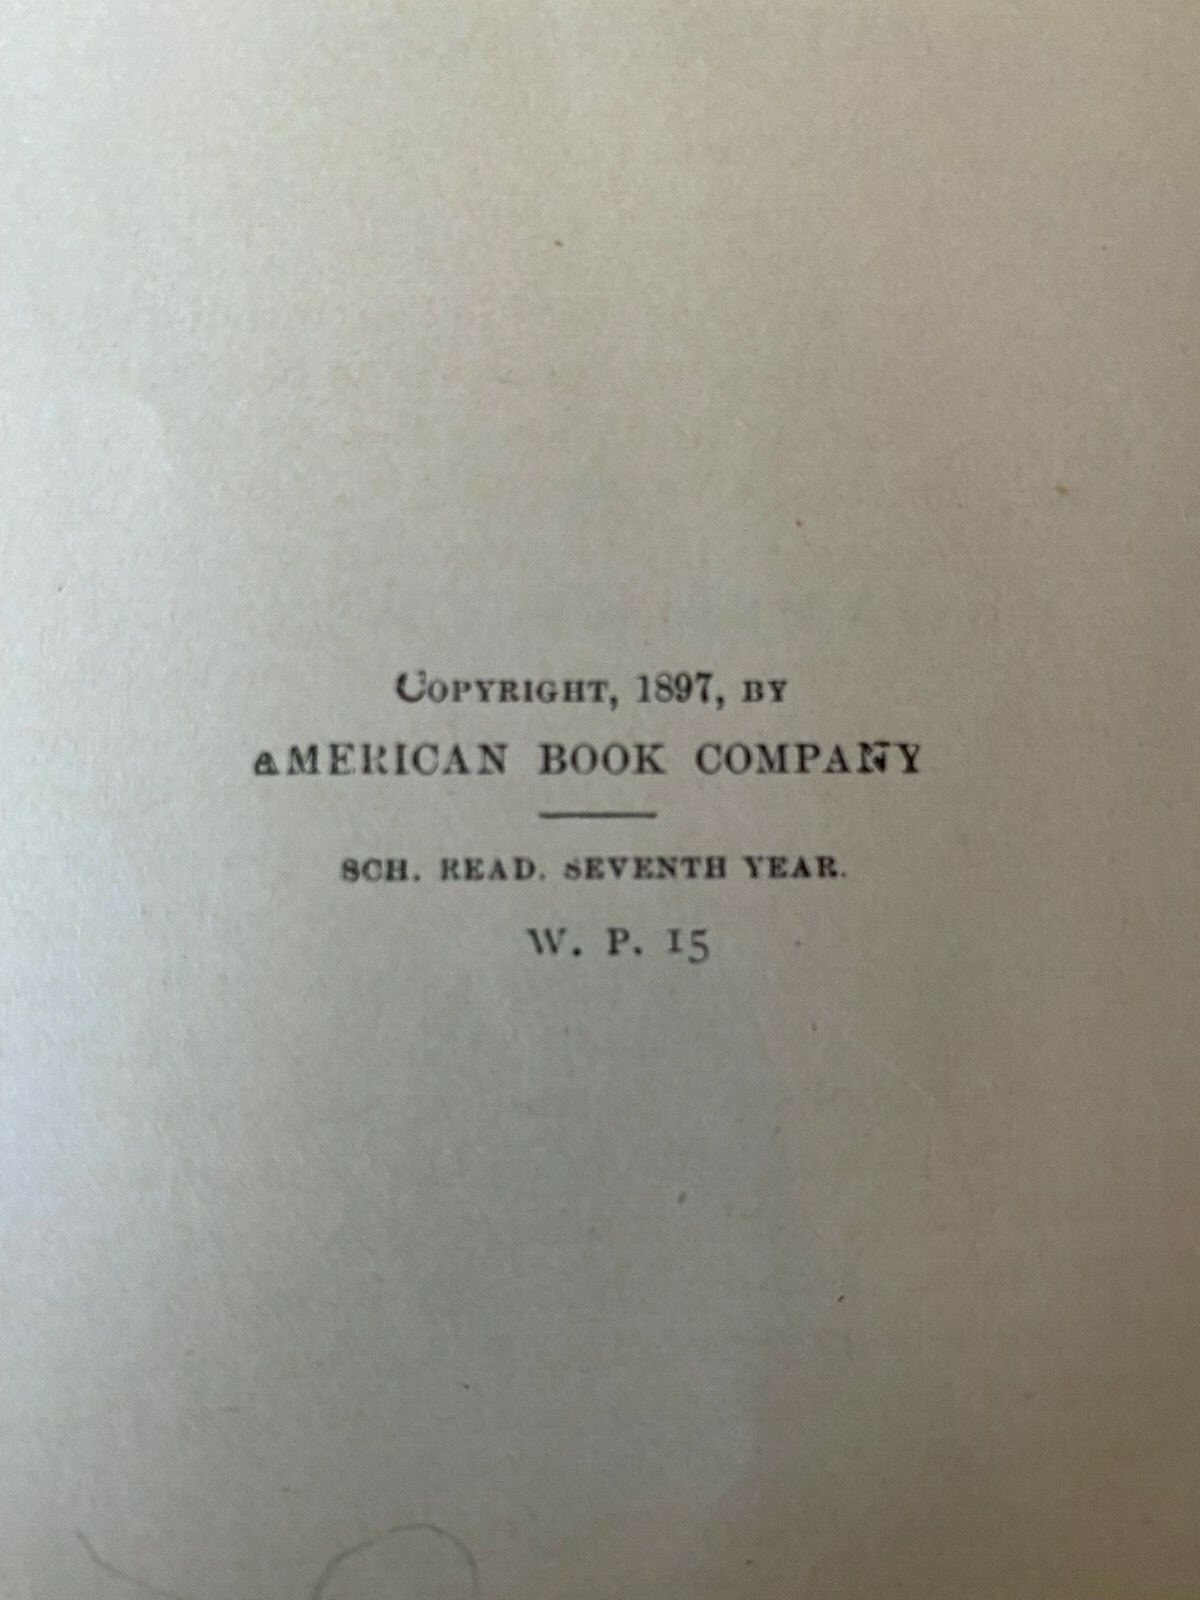 COPYRIGHT, 1897, BY
AMERICAN BOOK COMPANY
SCH. READ. SEVENTH YEAR.
W. P. 15